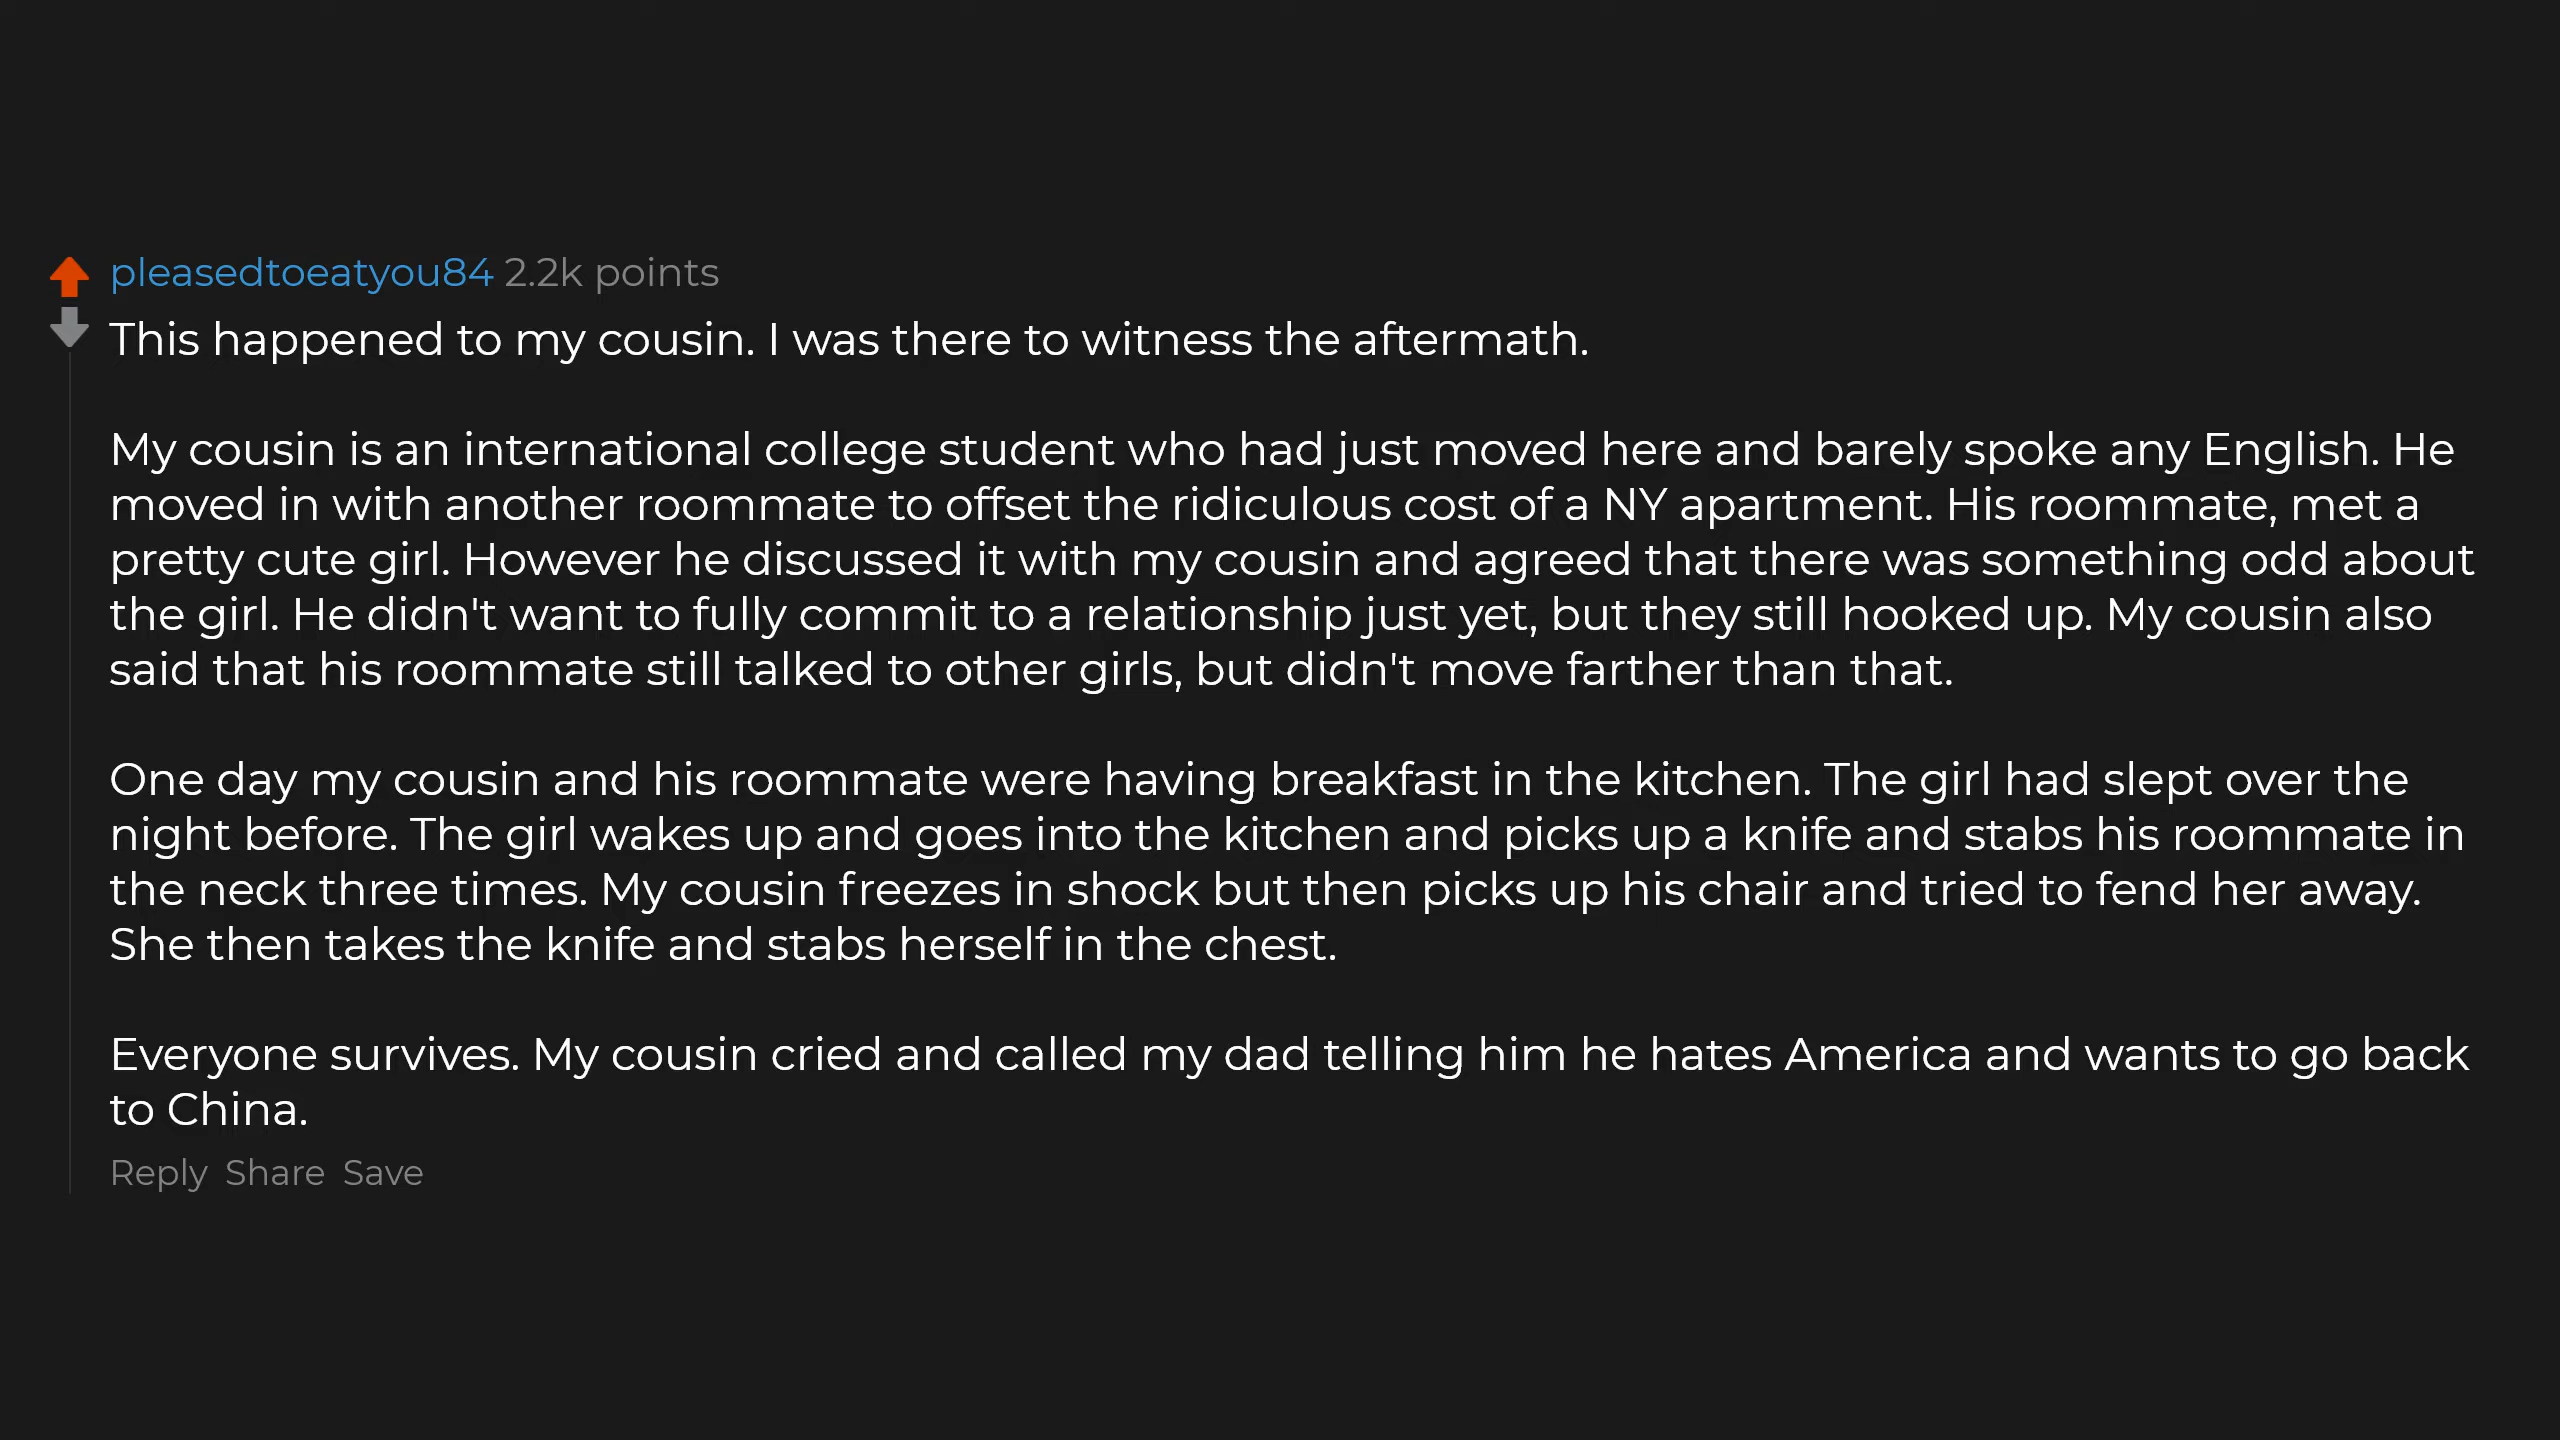 pleasedtoeatyou84 2.2k points
This happened to my cousin. I was there to witness the aftermath.
My cousin is an international college student who had just moved here and barely spoke any English. He
moved in with another roommate to offset the ridiculous cost of a NY apartment. His roommate, met a
pretty cute girl. However he discussed it with my cousin and agreed that there was something odd about
the girl. He didn't want to fully commit to a relationship just yet, but they still hooked up. My cousin also
said that his roommate still talked to other girls, but didn't move farther than that.
One day my cousin and his roommate were having breakfast in the kitchen. The girl had slept over the
night before. The girl wakes up and goes into the kitchen and picks up a knife and stabs his roommate in
the neck three times. My cousin freezes in shock but then picks up his chair and tried to fend her away.
She then takes the knife and stabs herself in the chest.
Everyone survives. My cousin cried and called my dad telling him he hates America and wants to go back
to China.
Reply Share Save